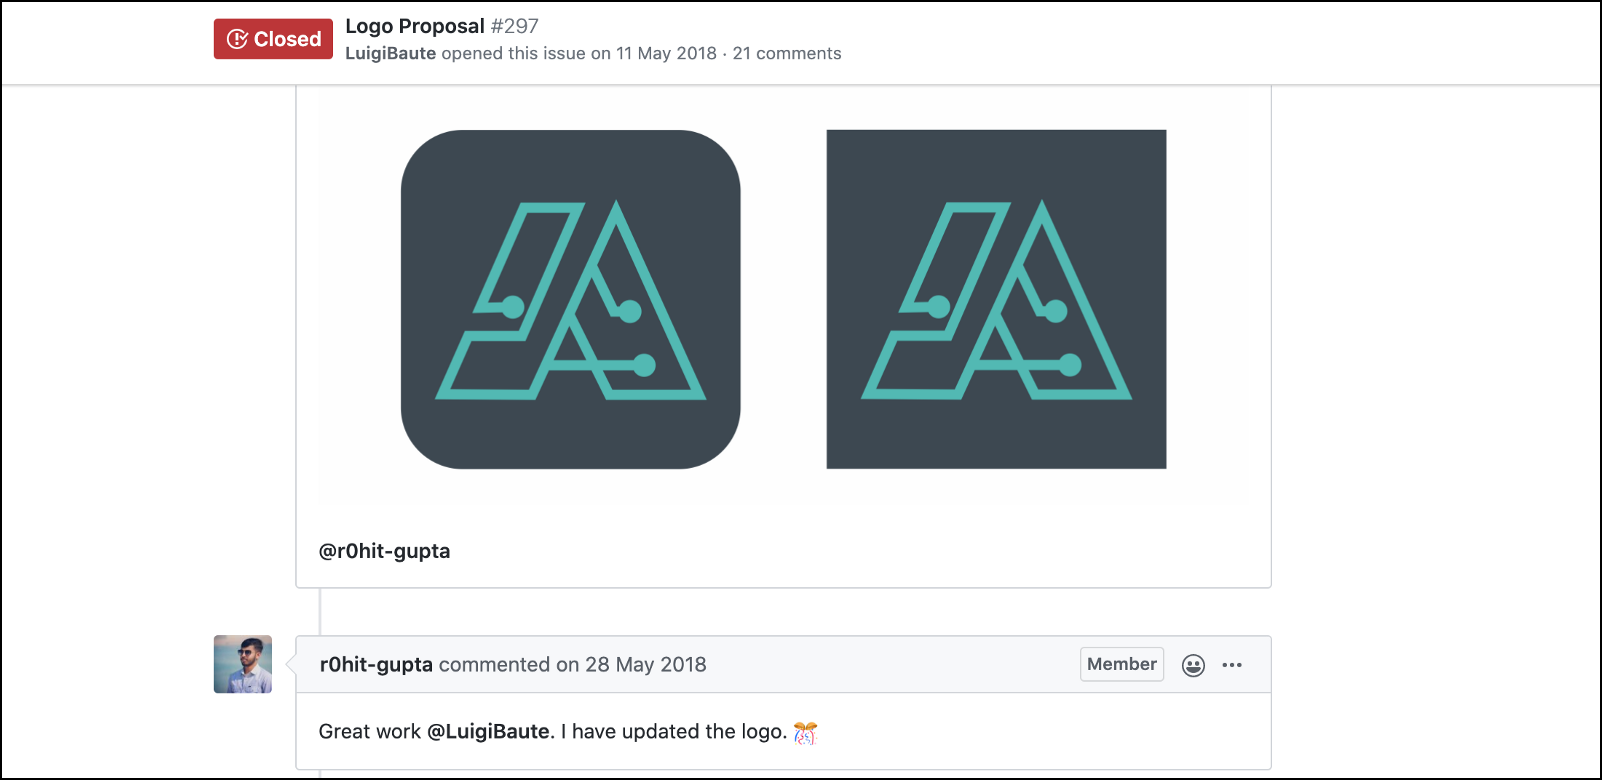 Closed
Logo Proposal #297
LuigiBaute opened this issue on 11 May 2018 · 21 comments
@r0hit-gupta
r0hit-gupta commented on 28 May 2018
Member
Great work @LuigiBaute. I have updated the logo. 🎊